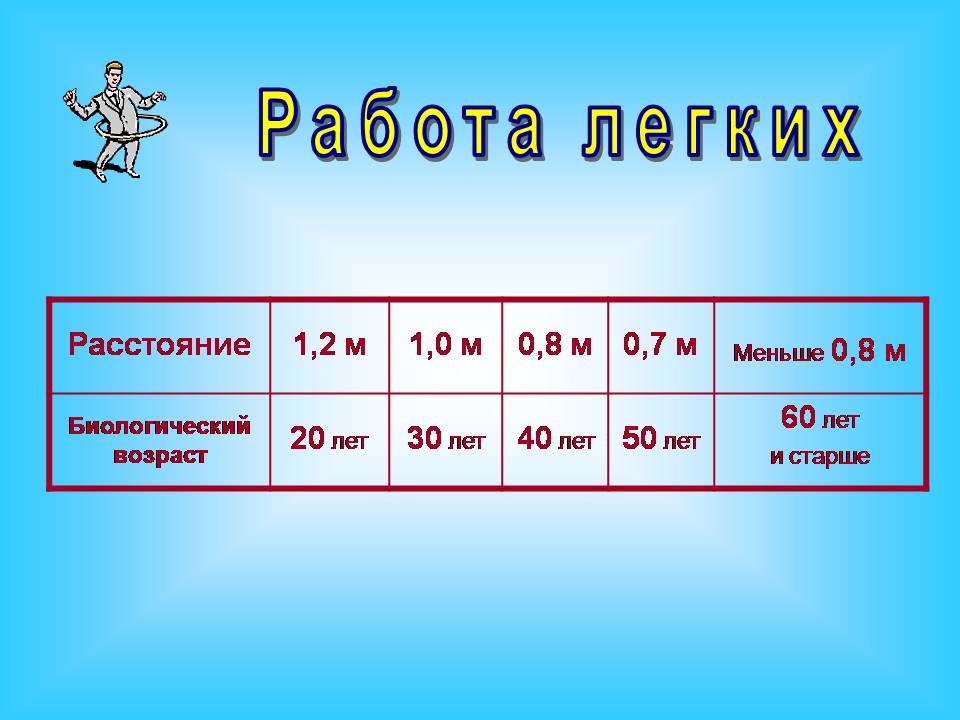 Работа легких
Расстояние 1,2 м 1,0 м 0,8 м 0,7 м Меньше 0,8 м
Биологический возраст 20 лет 30 лет 40 лет 50 лет 60 лет и старше